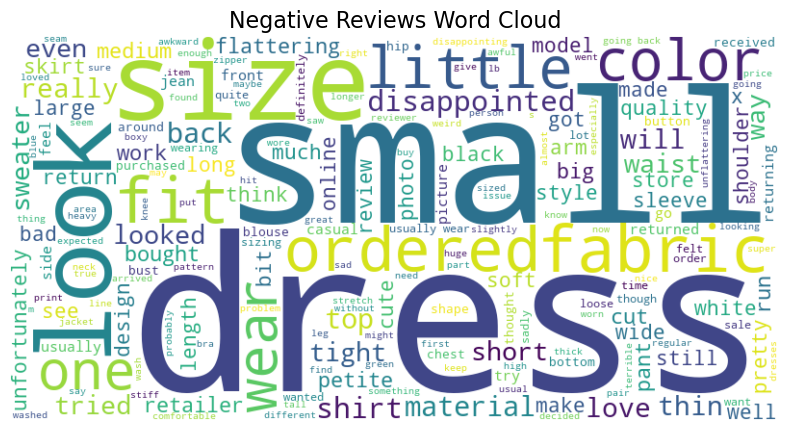 Negative Reviews Word Cloud
seam awkward size little color
enough zipper flattering hip disappointing going back received
even medium front maybe awful model went price
skirt sure item definitely give lb right
loved jean quite two longer disappointed made quality x going
really found saw reviewer person s
large boxy back got way
look seem around wearing much online black weird lot button especially
blue feel wore hit buy arm will almost shoulder unflattering
sweater work long review photo picture big waist store body
return purchased think sized issue style sleeve returning
thing area heavy knee put fit small great know go looking
bad expected looked blouse casual usually wear slightly returned now super
side neck true sizing ordered fabric felt
unfortunately arrived bought bust pattern bit sad huge part soft order nice
print see line length need time
m jacket design probably stretch without cute shape sadly thought loose though white run
usually problem top first worn sale
one bra wear leg might tight chest thick cut wide pant pretty dresses
say wash stiff find green short bottom high still regular
tried petite keep try usual terrible pair want
washed comfortable retailer wanted tall different shirt something material make decided love thin well
dress